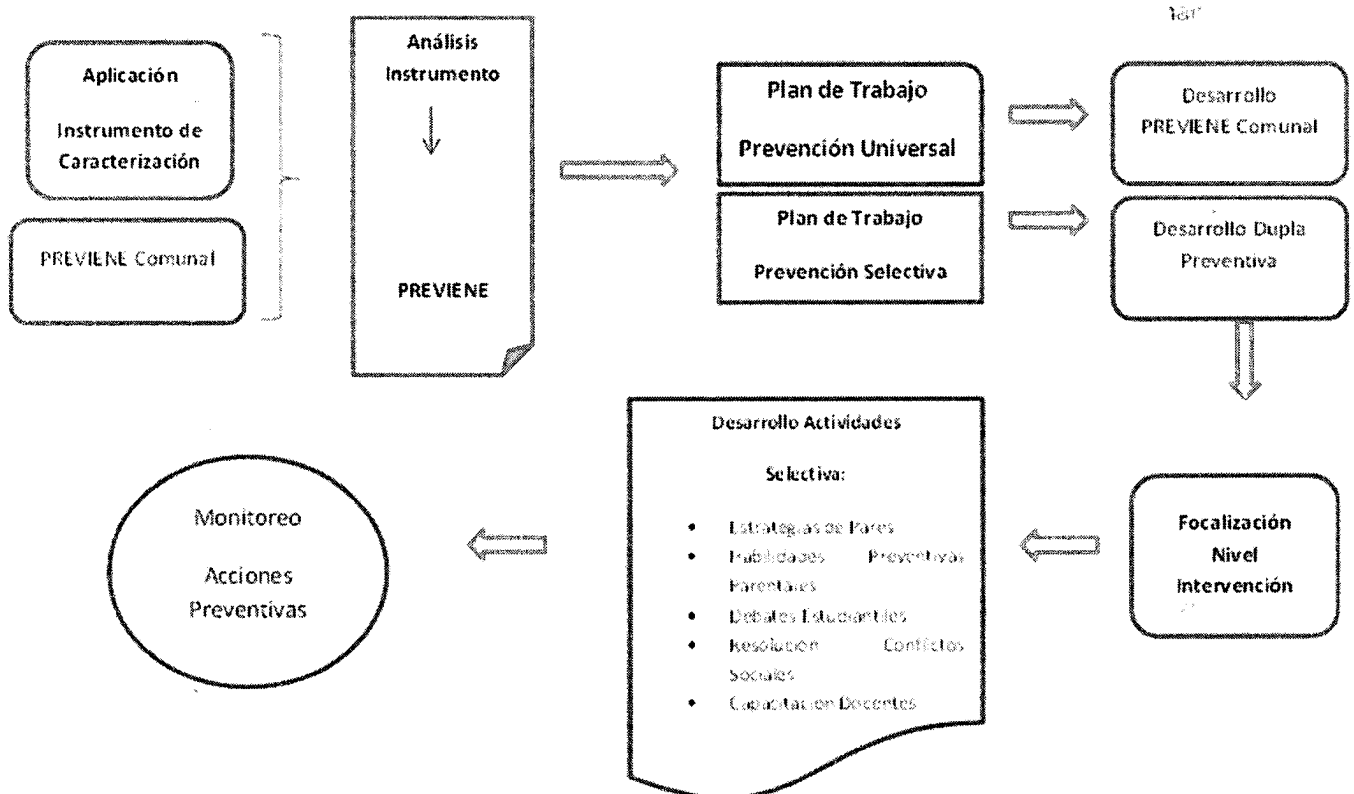 Aplicación
Instrumento de
Caracterización
PREVIENE Comunal
Análisis
Instrumento
PREVIENE
Plan de Trabajo
Prevención Universal
Plan de Trabajo
Prevención Selectiva
Desarrollo
PREVIENE Comunal
Desarrollo Dupla
Preventiva
Focalización
Nivel
Intervención
Desarrollo Actividades
Selectiva:
• Estrategias de Pares
• Habilidades Preventivas
Parentales
• Debates Estudiantiles
• Resolución Conflictos
Sociales
• Capacitación Docentes
Monitoreo
Acciones
Preventivas